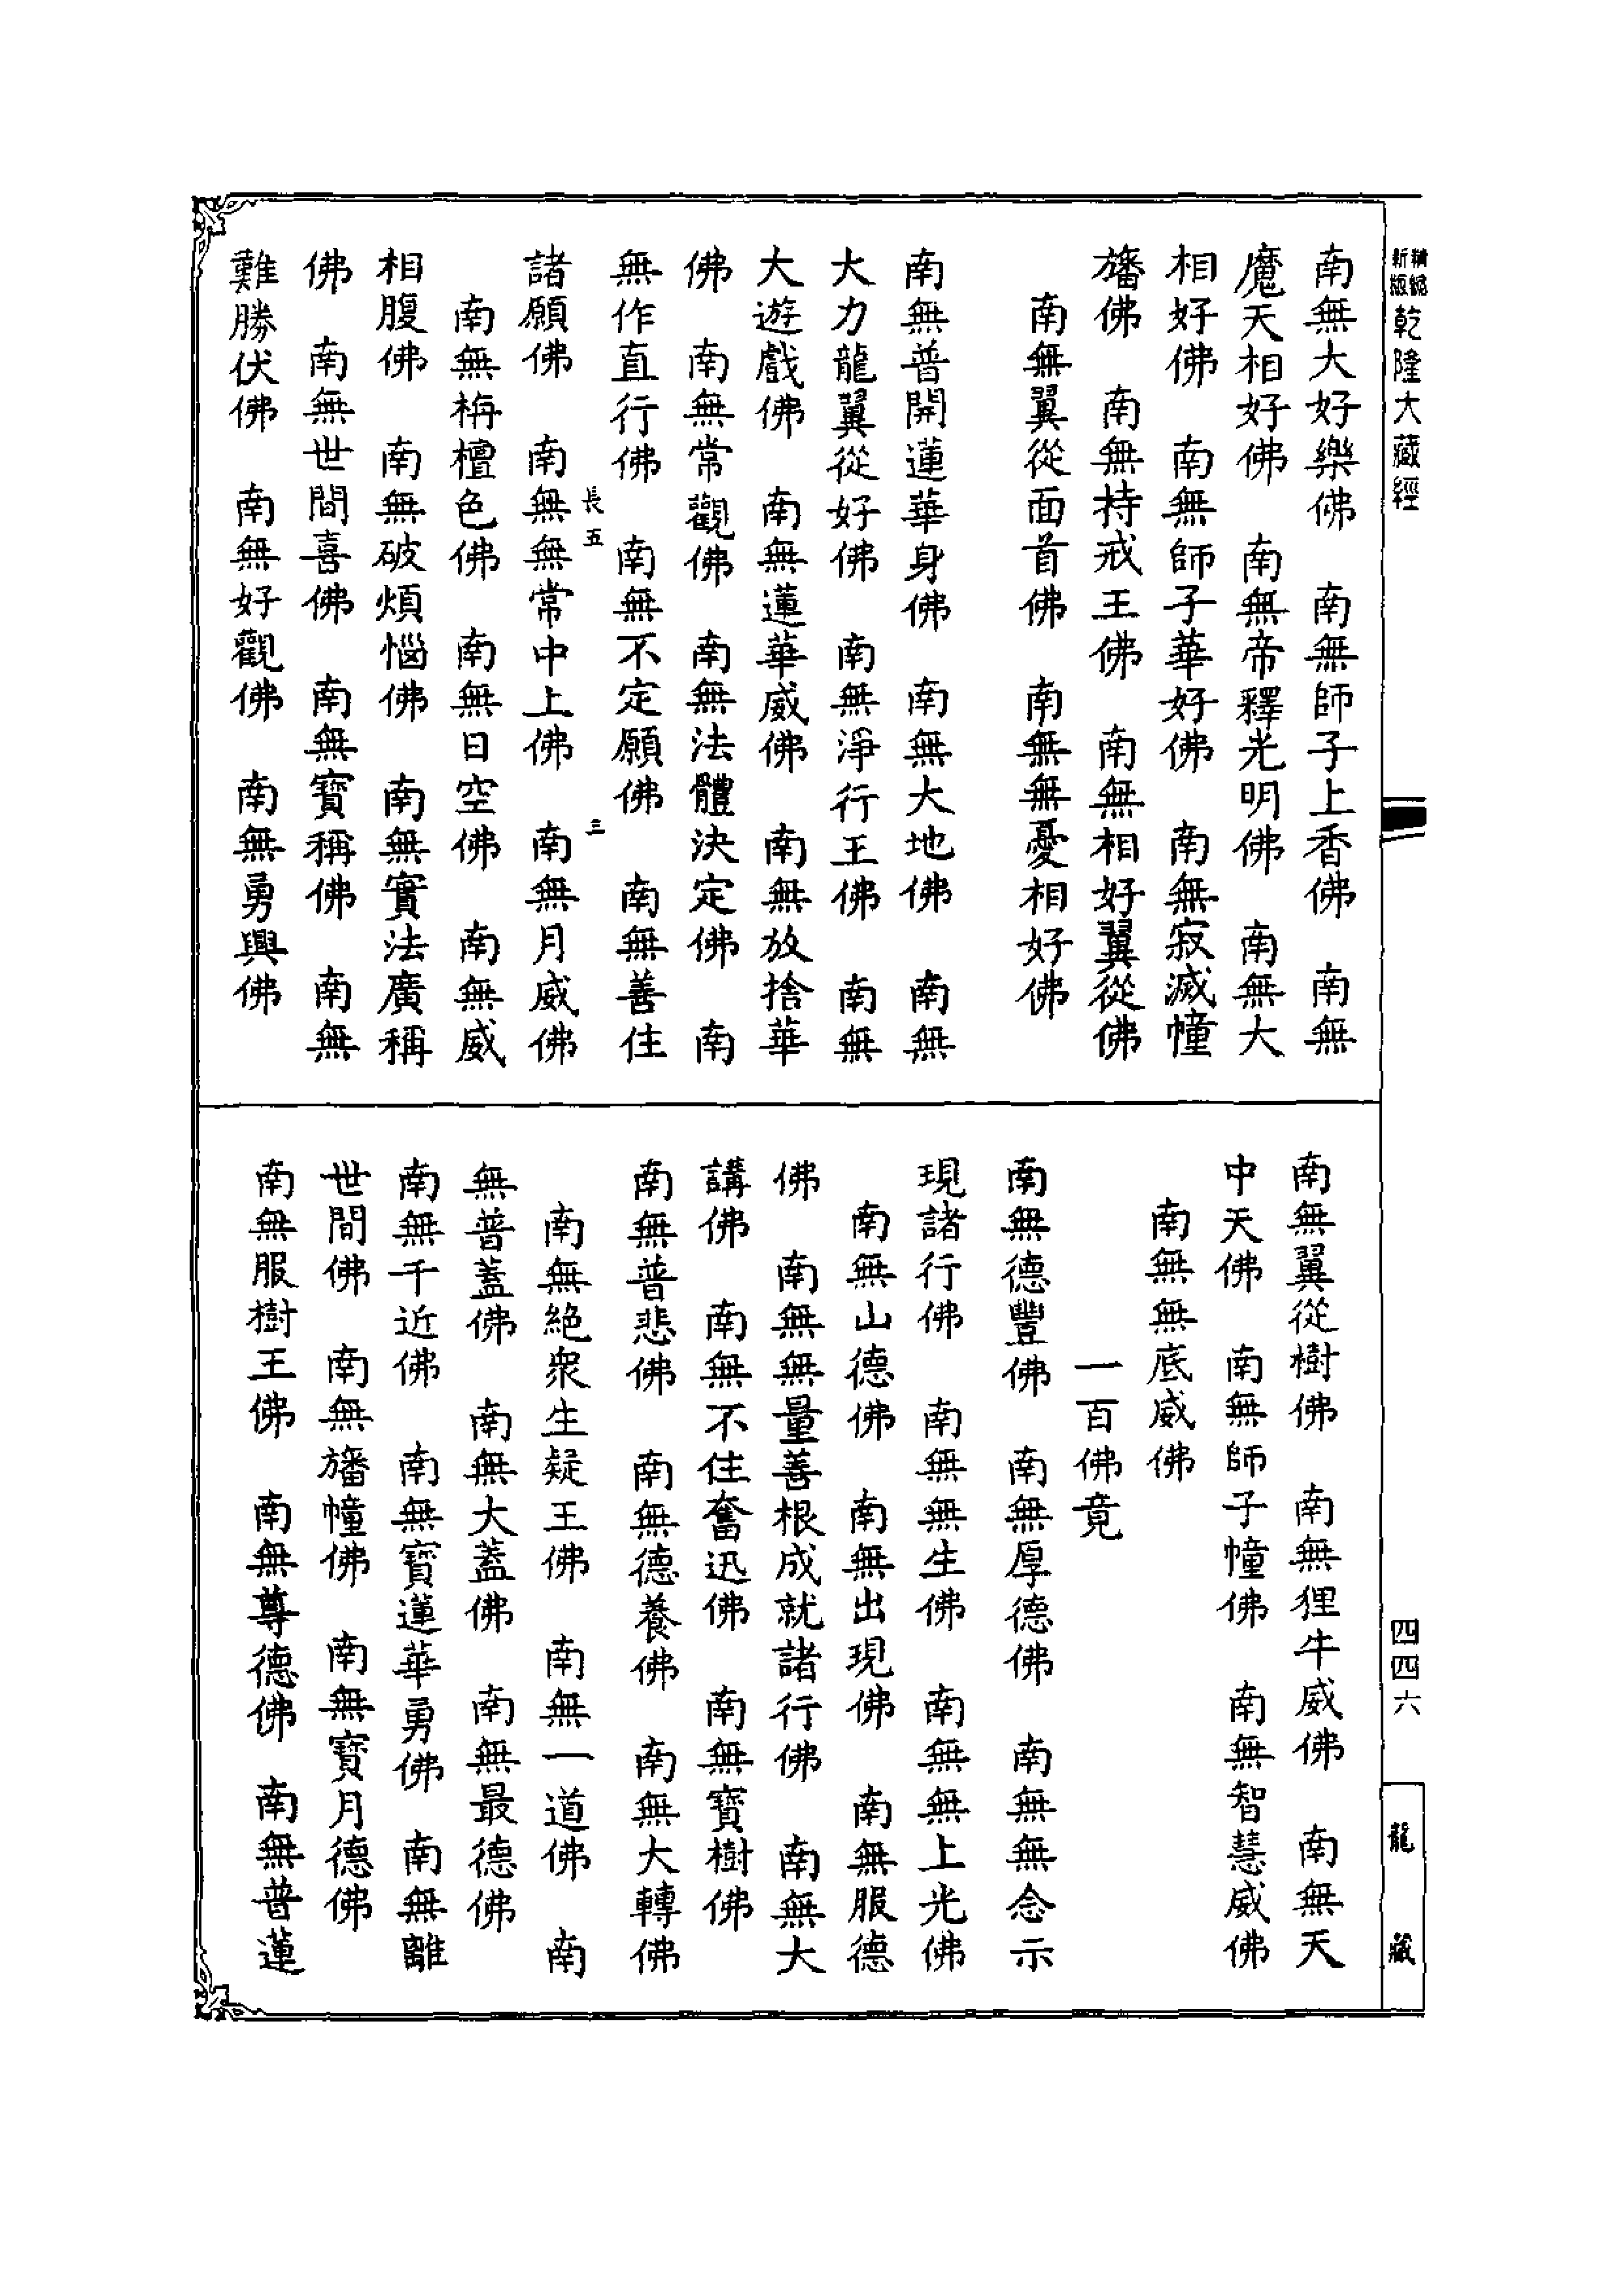 新編縮版乾隆大藏經
南無大好樂佛　南無師子上香佛　南無
魔天相好佛　南無帝釋光明佛　南無大
相好佛　南無師子華好佛　南無寂滅幢
旛佛　南無持戒王佛　南無相好翼從佛
南無翼從面首佛　南無無憂相好佛
南無普開蓮華身佛　南無大地佛　南無
大力龍翼從好佛　南無淨行王佛　南無
大遊戲佛　南無蓮華威佛　南無放捨華
佛　南無常觀佛　南無法體決定佛　南
無作直行佛　南無不定願佛　南無善住
長五　三
諸願佛　南無無常中上佛　南無月威佛
南無栴檀色佛　南無日空佛　南無威
相腹佛　南無破煩惱佛　南無實法廣稱
佛　南無世間喜佛　南無寶稱佛　南無
難勝伏佛　南無好觀佛　南無勇興佛
南無翼從樹佛　南無狸牛威佛　南無天
中天佛　南無師子幢佛　南無智慧威佛
南無無底威佛
一百佛竟
南無德豐佛　南無厚德佛　南無無念示
現諸行佛　南無無生佛　南無無上光佛
南無山德佛　南無出現佛　南無服德
佛　南無無量善根成就諸行佛　南無大
講佛　南無不住奮迅佛　南無寶樹佛
南無普悲佛　南無德養佛　南無大轉佛
南無絕衆生疑王佛　南無一道佛　南
無普蓋佛　南無大蓋佛　南無最德佛
南無千近佛　南無寶蓮華勇佛　南無離
世間佛　南無旛幢佛　南無寶月德佛
南無服樹王佛　南無尊德佛　南無普蓮
四四六
龍藏